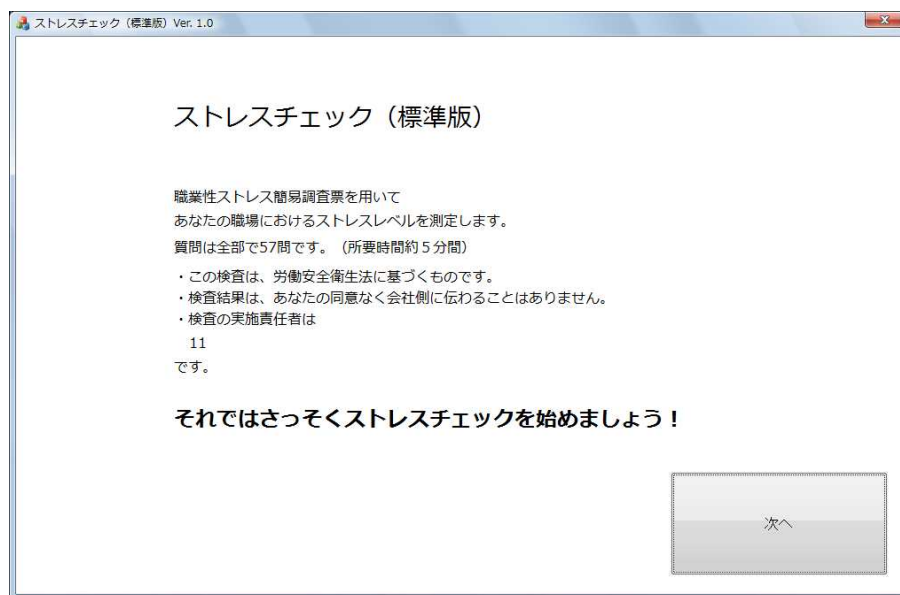 ストレスチェック（標準版）Ver. 1.0
ストレスチェック（標準版）
職業性ストレス簡易調査票を用いて
あなたの職場におけるストレスレベルを測定します。
質問は全部で57問です。（所要時間約５分間）
・この検査は、労働安全衛生法に基づくものです。
・検査結果は、あなたの同意なく会社側に伝わることはありません。
・検査の実施責任者は
11
です。
それではさっそくストレスチェックを始めましょう！
次へ